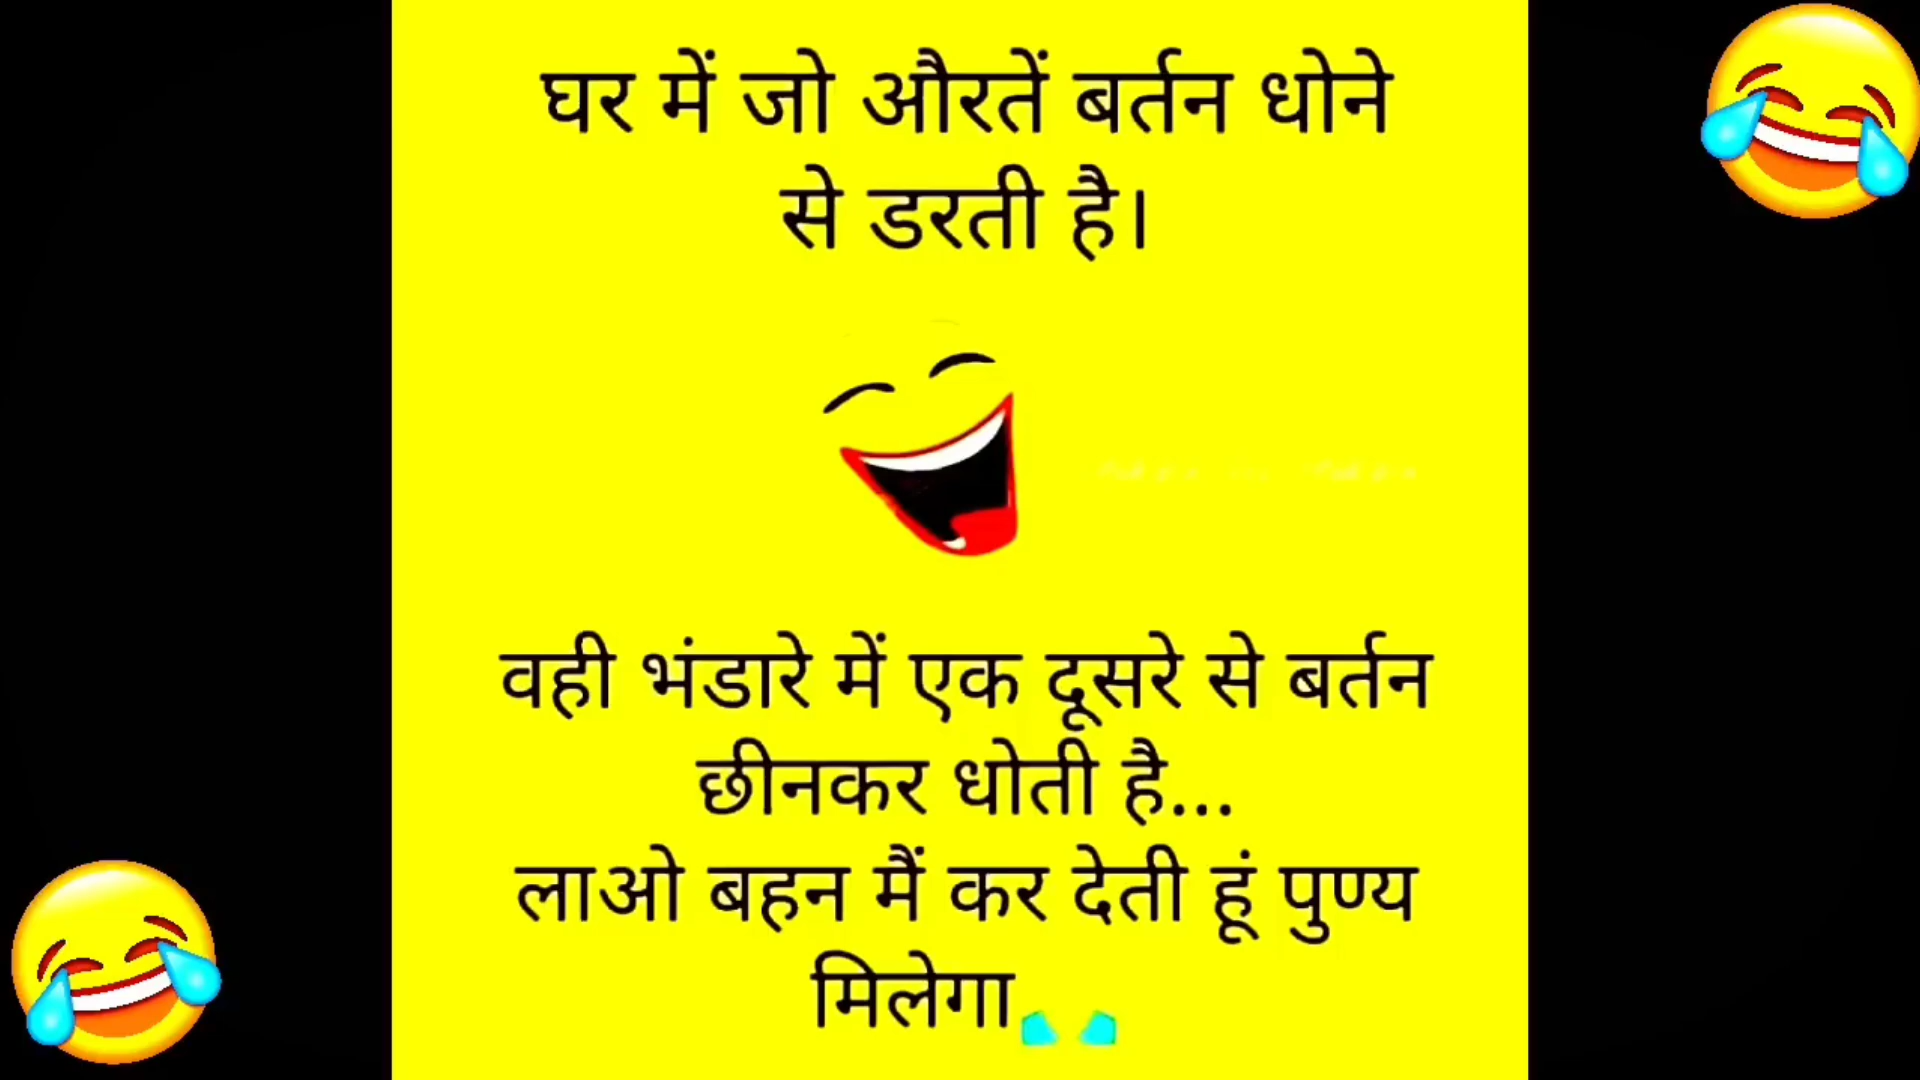 घर में जो औरतें बर्तन धोने
से डरती है।
वही भंडारे में एक दूसरे से बर्तन
छीनकर धोती है...
लाओ बहन मैं कर देती हूं पुण्य
मिलेगा